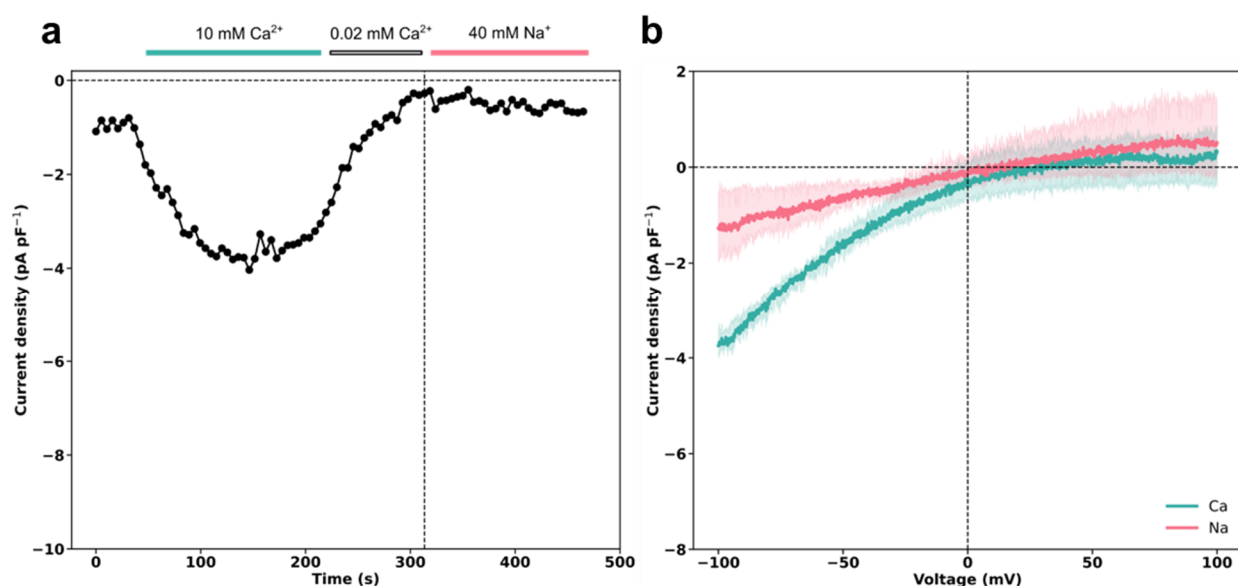 a
10 mM Ca²⁺ 0.02 mM Ca²⁺ 40 mM Na⁺
0
−2
−4
−6
−8
−10
Current density (pA pF⁻¹)
0 100 200 300 400 500
Time (s)
b
2
0
−2
−4
−6
−8
Current density (pA pF⁻¹)
Ca
Na
−100 −50 0 50 100
Voltage (mV)